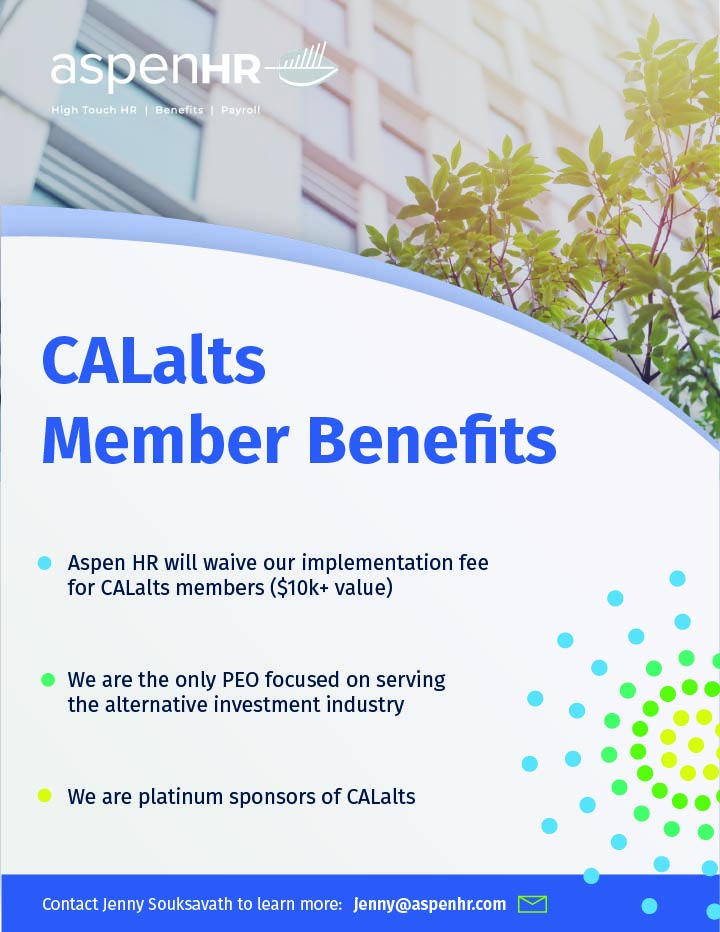 aspenHR
High Touch HR | Benefits | Payroll
CALalts
Member Benefits
Aspen HR will waive our implementation fee
for CALalts members ($10k+ value)
We are the only PEO focused on serving
the alternative investment industry
We are platinum sponsors of CALalts
Contact Jenny Souksavath to learn more: Jenny@aspenhr.com